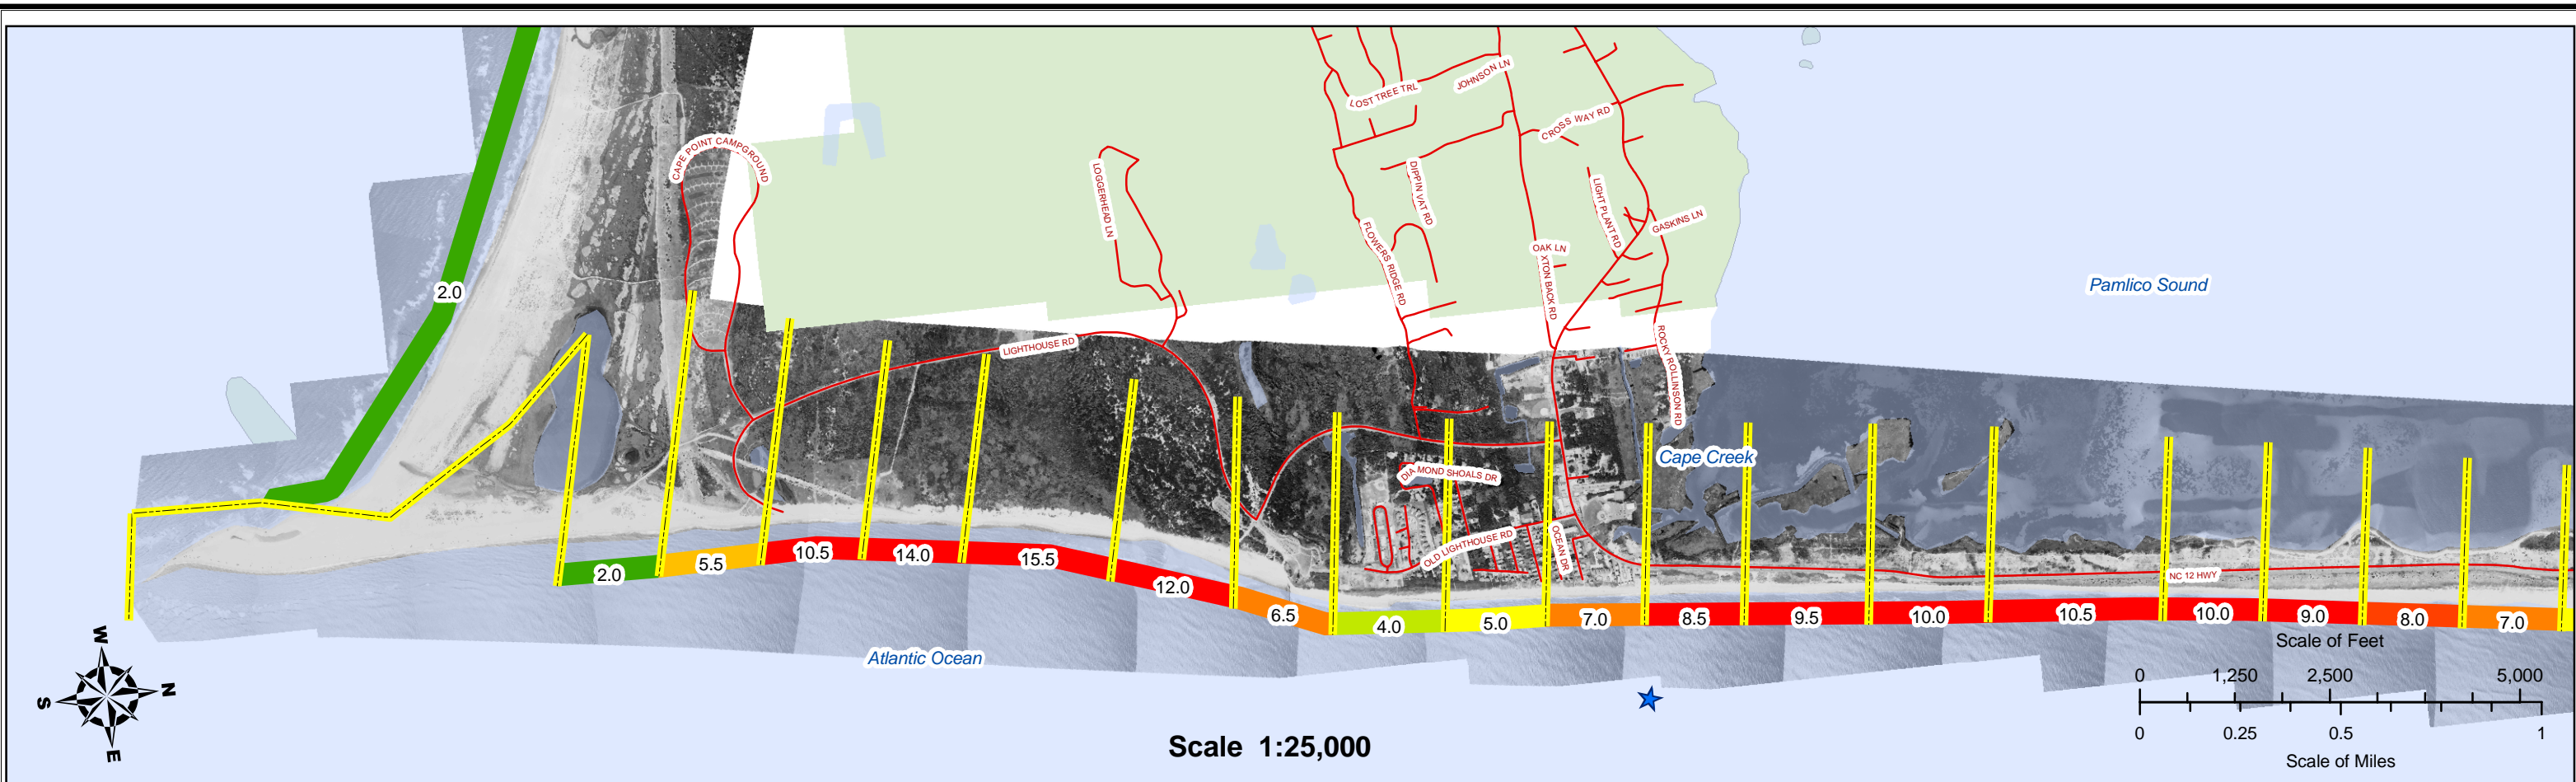 LOST TREE TRL
JOHNSON LN
CROSS WAY RD
CAPE POINT CAMPGROUND
LOGGERHEAD LN
DIPPIN VAT RD
LIGHT PLANT RD
GASKINS LN
FLOWERS RIDGE RD
OAK LN
XTON BACK RD
2.0
Pamlico Sound
LIGHTHOUSE RD
ROCKY ROLLINSON RD
Cape Creek
DIAMOND SHOALS DR
OLD LIGHTHOUSE RD
OCEAN DR
NC 12 HWY
2.0
5.5
10.5
14.0
15.5
12.0
6.5
4.0
5.0
7.0
8.5
9.5
10.0
10.5
10.0
9.0
8.0
7.0
Atlantic Ocean
W
N
S
E
Scale of Feet
0 1,250 2,500 5,000
0 0.25 0.5 1
Scale of Miles
Scale 1:25,000